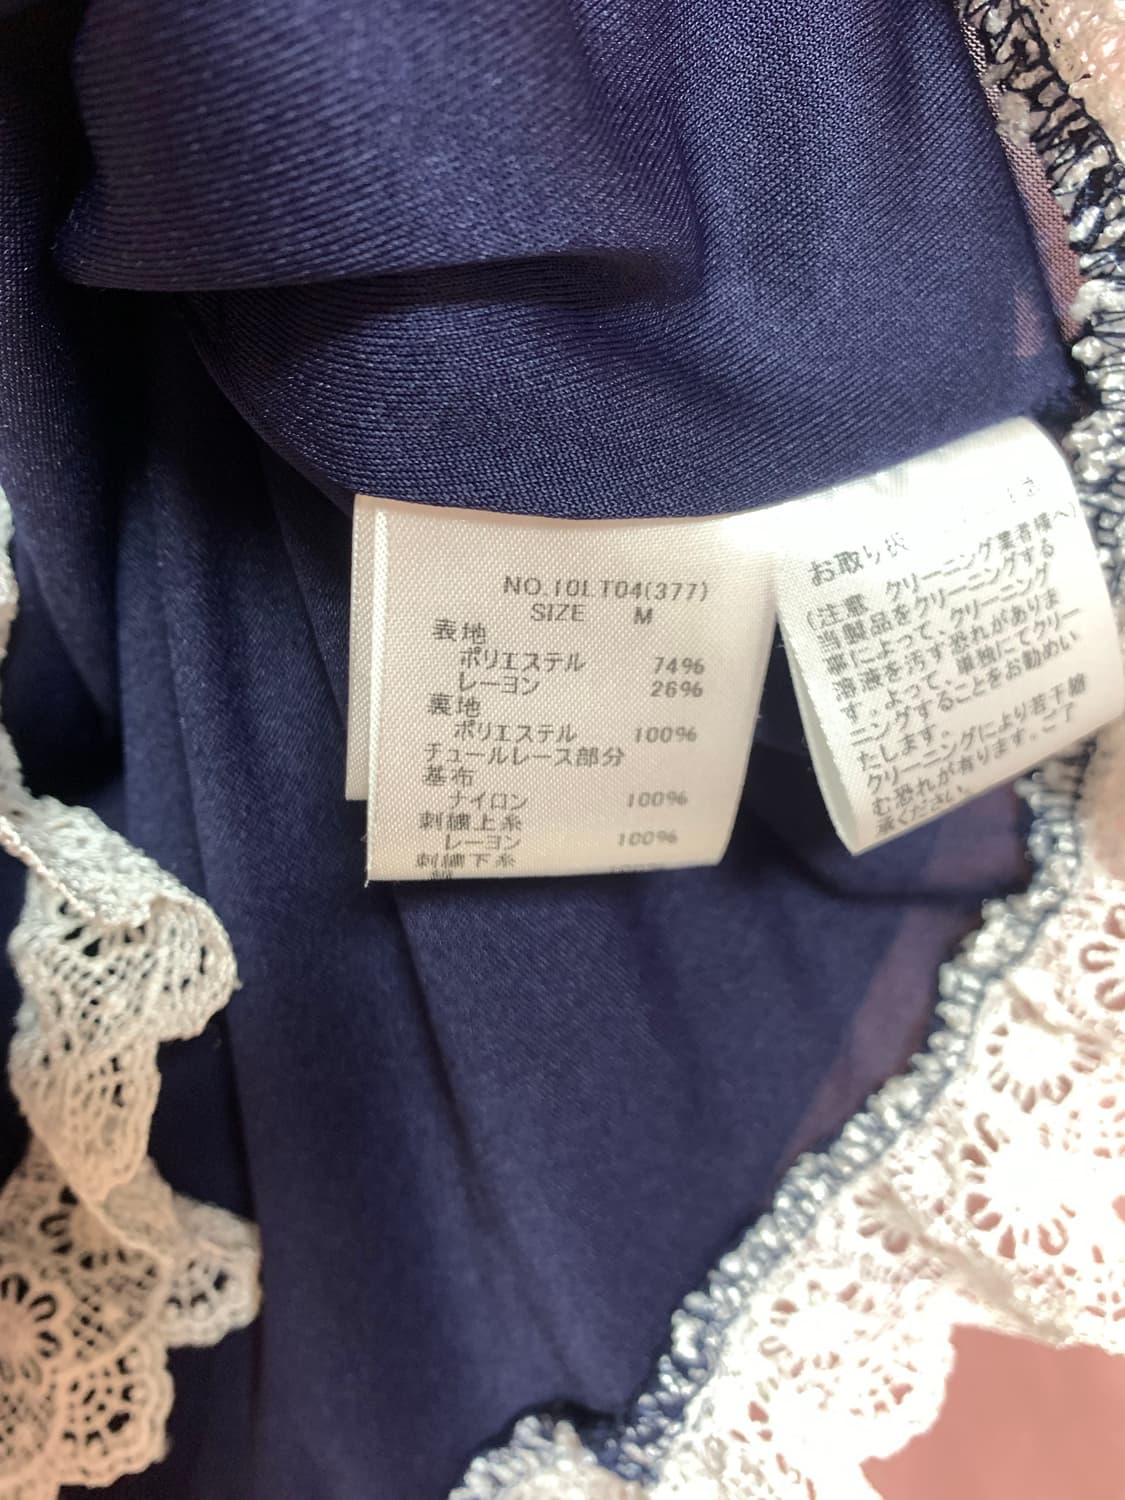 NO.10LT04(377)
SIZE M
表地
ポリエステル 74%
レーヨン 26%
裏地
ポリエステル 100%
チュールレース部分
基布
ナイロン 100%
刺繍上糸
レーヨン 100%
刺繍下糸
綿 100%
お取り扱
(注意 クリーニング業者様へ)
当製品をクリーニングする
事によって、クリーニング
溶液を汚す恐れがありま
す。よって、単独にてクリー
ニングすることをお勧めい
たします。
クリーニングにより若干縮
む恐れが有ります。ご了
承ください。